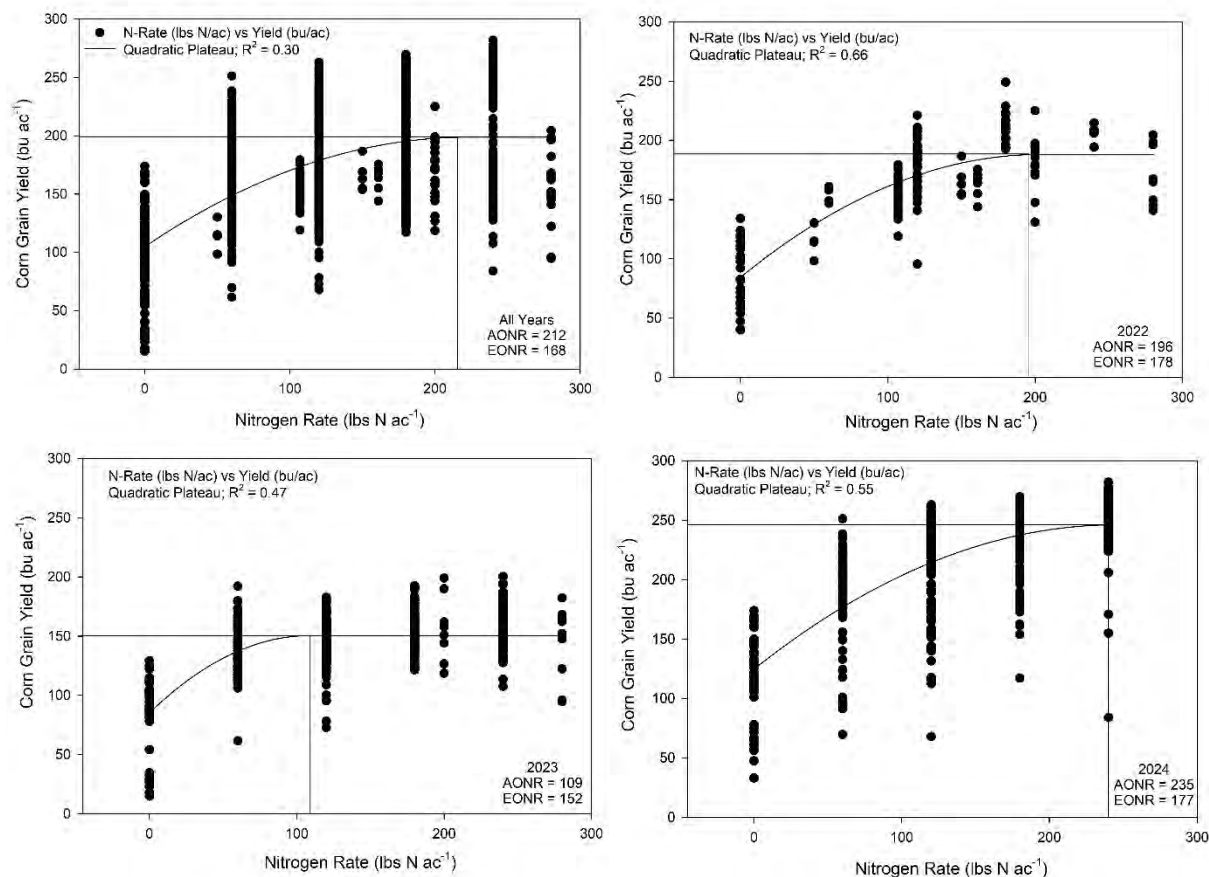 N-Rate (lbs N/ac) vs Yield (bu/ac)
Quadratic Plateau; R² = 0.30
Corn Grain Yield (bu ac⁻¹)
300
250
200
150
100
50
0
All Years
AONR = 212
EONR = 168
0 100 200 300
Nitrogen Rate (lbs N ac⁻¹)
N-Rate (lbs N/ac) vs Yield (bu/ac)
Quadratic Plateau; R² = 0.66
Corn Grain Yield (bu ac⁻¹)
300
250
200
150
100
50
0
2022
AONR = 196
EONR = 178
0 100 200 300
Nitrogen Rate (lbs N ac⁻¹)
N-Rate (lbs N/ac) vs Yield (bu/ac)
Quadratic Plateau; R² = 0.47
Corn Grain Yield (bu ac⁻¹)
300
250
200
150
100
50
0
2023
AONR = 109
EONR = 152
0 100 200 300
Nitrogen Rate (lbs N ac⁻¹)
N-Rate (lbs N/ac) vs Yield (bu/ac)
Quadratic Plateau; R² = 0.55
Corn Grain Yield (bu ac⁻¹)
300
250
200
150
100
50
0
2024
AONR = 235
EONR = 177
0 100 200 300
Nitrogen Rate (lbs N ac⁻¹)